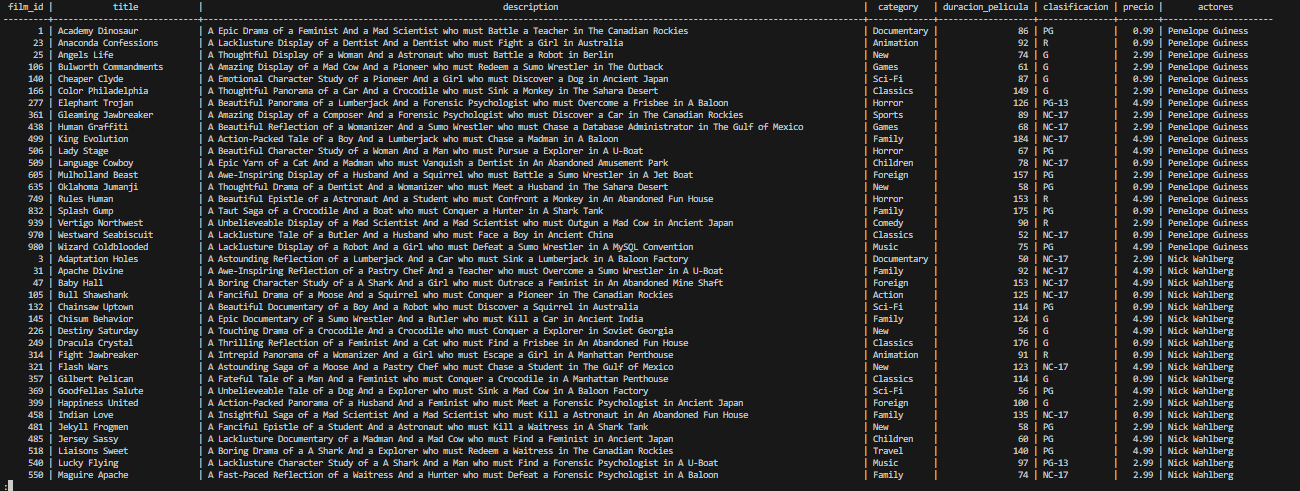 film_id | title | description | category | duracion_pelicula | clasificacion | precio | actores
1 | Academy Dinosaur | A Epic Drama of a Feminist And a Mad Scientist who must Battle a Teacher in The Canadian Rockies | Documentary | 86 | PG | 0.99 | Penelope Guiness
23 | Anaconda Confessions | A Lacklusture Display of a Dentist And a Dentist who must Fight a Girl in Australia | Animation | 92 | R | 0.99 | Penelope Guiness
25 | Angels Life | A Thoughtful Display of a Woman And a Astronaut who must Battle a Robot in Berlin | New | 74 | G | 2.99 | Penelope Guiness
106 | Bulworth Commandments | A Amazing Display of a Mad Cow And a Pioneer who must Redeem a Sumo Wrestler in The Outback | Games | 61 | G | 2.99 | Penelope Guiness
140 | Cheaper Clyde | A Emotional Character Study of a Pioneer And a Girl who must Discover a Dog in Ancient Japan | Sci-Fi | 87 | G | 0.99 | Penelope Guiness
166 | Color Philadelphia | A Thoughtful Panorama of a Car And a Crocodile who must Sink a Monkey in The Sahara Desert | Classics | 149 | G | 2.99 | Penelope Guiness
277 | Elephant Trojan | A Beautiful Panorama of a Lumberjack And a Forensic Psychologist who must Overcome a Frisbee in A Baloon | Horror | 126 | PG-13 | 4.99 | Penelope Guiness
361 | Gleaming Jawbreaker | A Amazing Display of a Composer And a Forensic Psychologist who must Discover a Car in The Canadian Rockies | Sports | 89 | NC-17 | 2.99 | Penelope Guiness
438 | Human Graffiti | A Beautiful Reflection of a Womanizer And a Sumo Wrestler who must Chase a Database Administrator in The Gulf of Mexico | Games | 68 | NC-17 | 2.99 | Penelope Guiness
499 | King Evolution | A Action-Packed Tale of a Boy And a Lumberjack who must Chase a Madman in A Baloon | Family | 184 | NC-17 | 4.99 | Penelope Guiness
506 | Lady Stage | A Beautiful Character Study of a Woman And a Man who must Pursue a Explorer in A U-Boat | Horror | 67 | PG | 4.99 | Penelope Guiness
509 | Language Cowboy | A Epic Yarn of a Cat And a Madman who must Vanquish a Dentist in An Abandoned Amusement Park | Children | 78 | NC-17 | 0.99 | Penelope Guiness
605 | Mulholland Beast | A Awe-Inspiring Display of a Husband And a Squirrel who must Battle a Sumo Wrestler in A Jet Boat | Foreign | 157 | PG | 2.99 | Penelope Guiness
635 | Oklahoma Jumanji | A Thoughtful Drama of a Dentist And a Womanizer who must Meet a Husband in The Sahara Desert | New | 58 | PG | 0.99 | Penelope Guiness
749 | Rules Human | A Beautiful Epistle of a Astronaut And a Student who must Confront a Monkey in An Abandoned Fun House | Horror | 153 | R | 4.99 | Penelope Guiness
832 | Splash Gump | A Taut Saga of a Crocodile And a Boat who must Conquer a Hunter in A Shark Tank | Family | 175 | PG | 0.99 | Penelope Guiness
939 | Vertigo Northwest | A Unbelieveable Display of a Mad Scientist And a Mad Scientist who must Outgun a Mad Cow in Ancient Japan | Comedy | 90 | R | 2.99 | Penelope Guiness
970 | Westward Seabiscuit | A Lacklusture Tale of a Butler And a Husband who must Face a Boy in Ancient China | Classics | 52 | NC-17 | 0.99 | Penelope Guiness
980 | Wizard Coldblooded | A Lacklusture Display of a Robot And a Girl who must Defeat a Sumo Wrestler in A MySQL Convention | Music | 75 | PG | 4.99 | Penelope Guiness
3 | Adaptation Holes | A Astounding Reflection of a Lumberjack And a Car who must Sink a Lumberjack in A Baloon Factory | Documentary | 50 | NC-17 | 2.99 | Nick Wahlberg
31 | Apache Divine | A Awe-Inspiring Reflection of a Pastry Chef And a Teacher who must Overcome a Sumo Wrestler in A U-Boat | Family | 92 | NC-17 | 4.99 | Nick Wahlberg
47 | Baby Hall | A Boring Character Study of a A Shark And a Girl who must Outrace a Feminist in An Abandoned Mine Shaft | Foreign | 153 | NC-17 | 4.99 | Nick Wahlberg
105 | Bull Shawshank | A Fanciful Drama of a Moose And a Squirrel who must Conquer a Pioneer in The Canadian Rockies | Action | 125 | NC-17 | 0.99 | Nick Wahlberg
132 | Chainsaw Uptown | A Beautiful Documentary of a Boy And a Robot who must Discover a Squirrel in Australia | Sci-Fi | 114 | PG | 0.99 | Nick Wahlberg
145 | Chisum Behavior | A Epic Documentary of a Sumo Wrestler And a Butler who must Kill a Car in Ancient India | Family | 124 | G | 4.99 | Nick Wahlberg
226 | Destiny Saturday | A Touching Drama of a Crocodile And a Crocodile who must Conquer a Explorer in Soviet Georgia | New | 56 | G | 4.99 | Nick Wahlberg
249 | Dracula Crystal | A Thrilling Reflection of a Feminist And a Cat who must Find a Frisbee in An Abandoned Fun House | Classics | 176 | G | 0.99 | Nick Wahlberg
314 | Fight Jawbreaker | A Intrepid Panorama of a Womanizer And a Girl who must Escape a Girl in A Manhattan Penthouse | Animation | 91 | R | 0.99 | Nick Wahlberg
321 | Flash Wars | A Astounding Saga of a Moose And a Pastry Chef who must Chase a Student in The Gulf of Mexico | New | 123 | NC-17 | 4.99 | Nick Wahlberg
357 | Gilbert Pelican | A Fateful Tale of a Man And a Feminist who must Conquer a Crocodile in A Manhattan Penthouse | Classics | 114 | G | 0.99 | Nick Wahlberg
369 | Goodfellas Salute | A Unbelieveable Tale of a Dog And a Explorer who must Sink a Mad Cow in A Baloon Factory | Sci-Fi | 56 | PG | 4.99 | Nick Wahlberg
399 | Happiness United | A Action-Packed Panorama of a Husband And a Feminist who must Meet a Forensic Psychologist in Ancient Japan | Foreign | 100 | G | 2.99 | Nick Wahlberg
458 | Indian Love | A Insightful Saga of a Mad Scientist And a Mad Scientist who must Kill a Astronaut in An Abandoned Fun House | Family | 135 | NC-17 | 0.99 | Nick Wahlberg
481 | Jekyll Frogmen | A Fanciful Epistle of a Student And a Astronaut who must Kill a Waitress in A Shark Tank | New | 58 | PG | 2.99 | Nick Wahlberg
485 | Jersey Sassy | A Lacklusture Documentary of a Madman And a Mad Cow who must Find a Feminist in Ancient Japan | Children | 60 | PG | 4.99 | Nick Wahlberg
518 | Liaisons Sweet | A Boring Drama of a A Shark And a Explorer who must Redeem a Waitress in The Canadian Rockies | Travel | 140 | PG | 4.99 | Nick Wahlberg
540 | Lucky Flying | A Lacklusture Character Study of a A Shark And a Man who must Find a Forensic Psychologist in A U-Boat | Music | 97 | PG-13 | 2.99 | Nick Wahlberg
550 | Maguire Apache | A Fast-Paced Reflection of a Waitress And a Hunter who must Defeat a Forensic Psychologist in A Baloon | Family | 74 | NC-17 | 2.99 | Nick Wahlberg
: